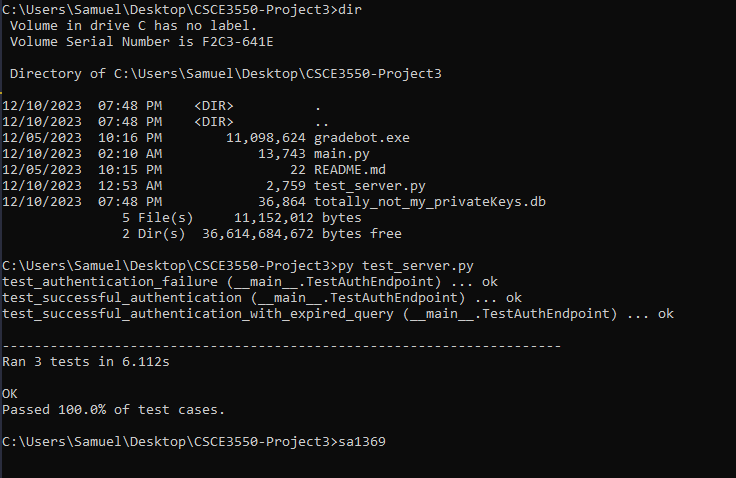 C:\Users\Samuel\Desktop\CSCE3550-Project3>dir
 Volume in drive C has no label.
 Volume Serial Number is F2C3-641E

 Directory of C:\Users\Samuel\Desktop\CSCE3550-Project3

12/10/2023  07:48 PM    <DIR>          .
12/10/2023  07:48 PM    <DIR>          ..
12/05/2023  10:16 PM        11,098,624 gradebot.exe
12/10/2023  02:10 AM            13,743 main.py
12/05/2023  10:15 PM                22 README.md
12/10/2023  12:53 AM             2,759 test_server.py
12/10/2023  07:48 PM            36,864 totally_not_my_privateKeys.db
               5 File(s)     11,152,012 bytes
               2 Dir(s)  36,614,684,672 bytes free

C:\Users\Samuel\Desktop\CSCE3550-Project3>py test_server.py
test_authentication_failure (__main__.TestAuthEndpoint) ... ok
test_successful_authentication (__main__.TestAuthEndpoint) ... ok
test_successful_authentication_with_expired_query (__main__.TestAuthEndpoint) ... ok

----------------------------------------------------------------------
Ran 3 tests in 6.112s

OK
Passed 100.0% of test cases.

C:\Users\Samuel\Desktop\CSCE3550-Project3>sa1369